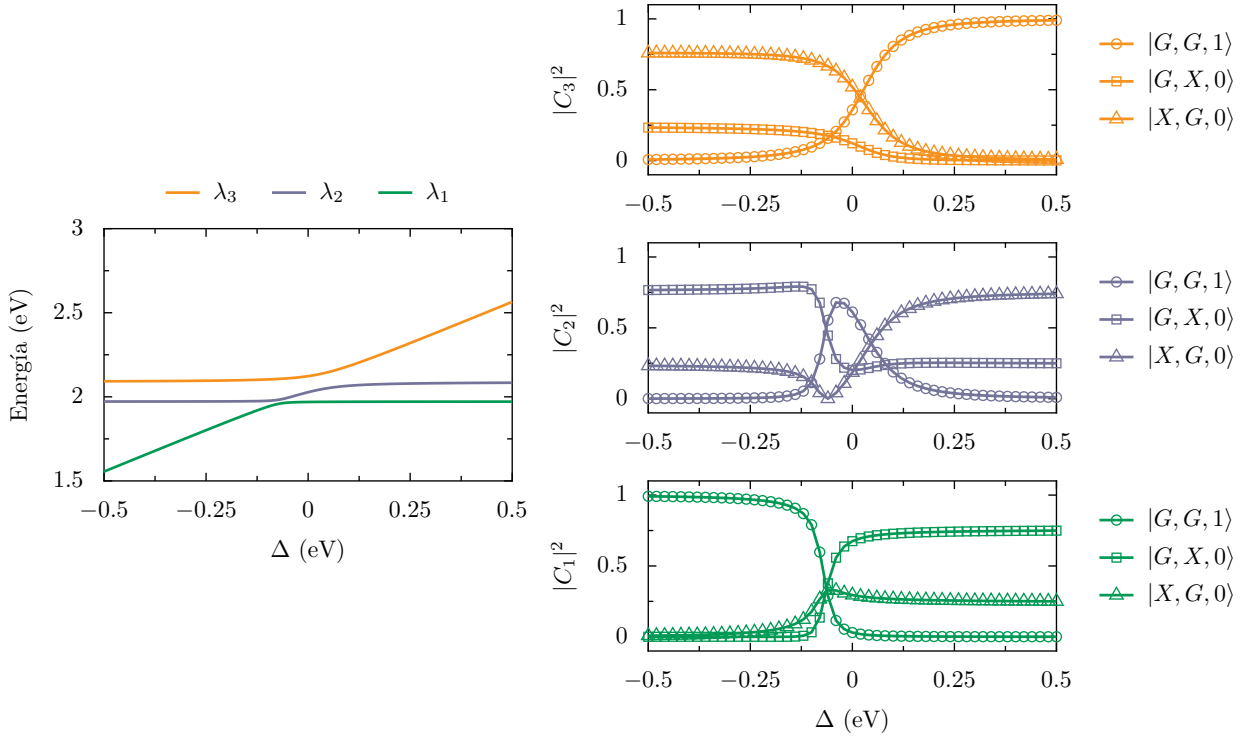 λ₃ λ₂ λ₁
Energía (eV)
3
2.5
2
1.5
−0.5 −0.25 0 0.25 0.5
Δ (eV)
|C₃|²
1
0.5
0
−0.5 −0.25 0 0.25 0.5
|G, G, 1⟩
|G, X, 0⟩
|X, G, 0⟩
|C₂|²
1
0.5
0
−0.5 −0.25 0 0.25 0.5
|G, G, 1⟩
|G, X, 0⟩
|X, G, 0⟩
|C₁|²
1
0.5
0
−0.5 −0.25 0 0.25 0.5
Δ (eV)
|G, G, 1⟩
|G, X, 0⟩
|X, G, 0⟩